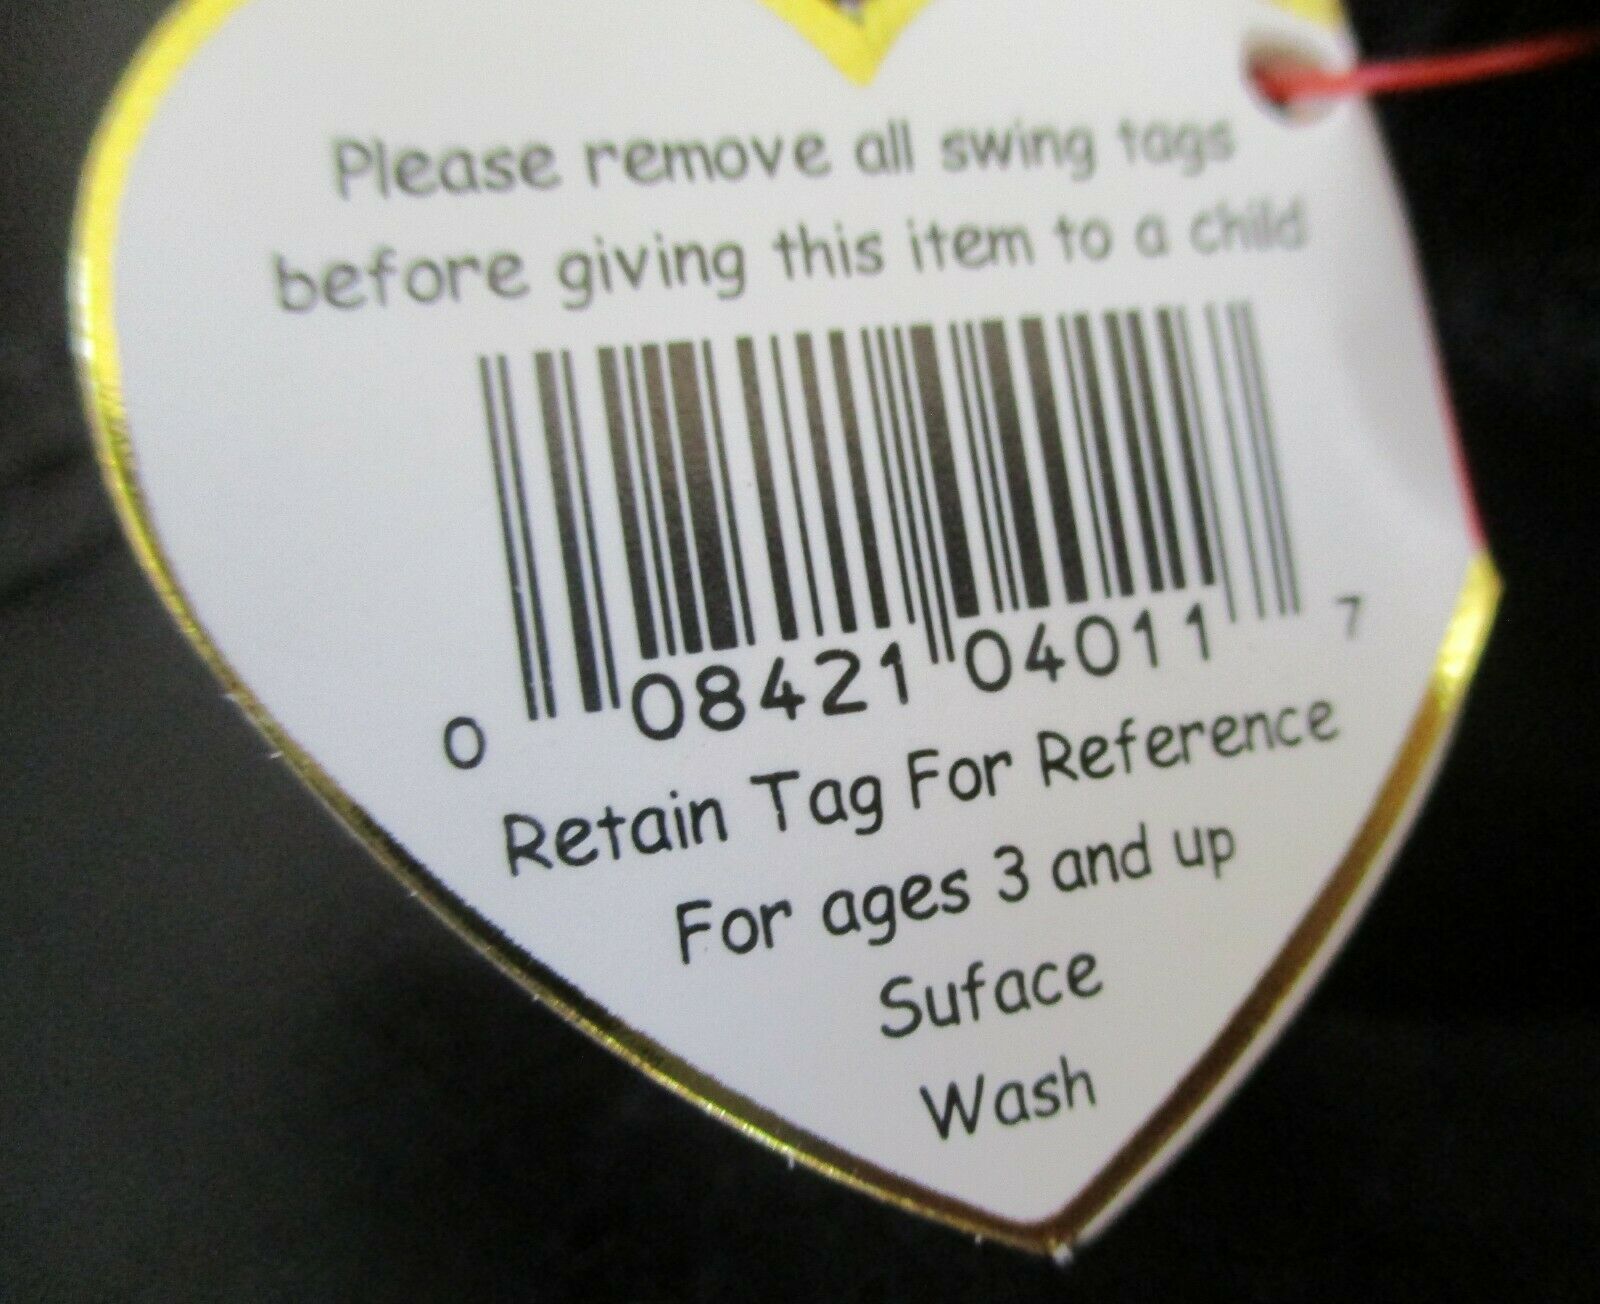 Please remove all swing tags
before giving this item to a child
0 08421 04011 7
Retain Tag For Reference
For ages 3 and up
Suface
Wash